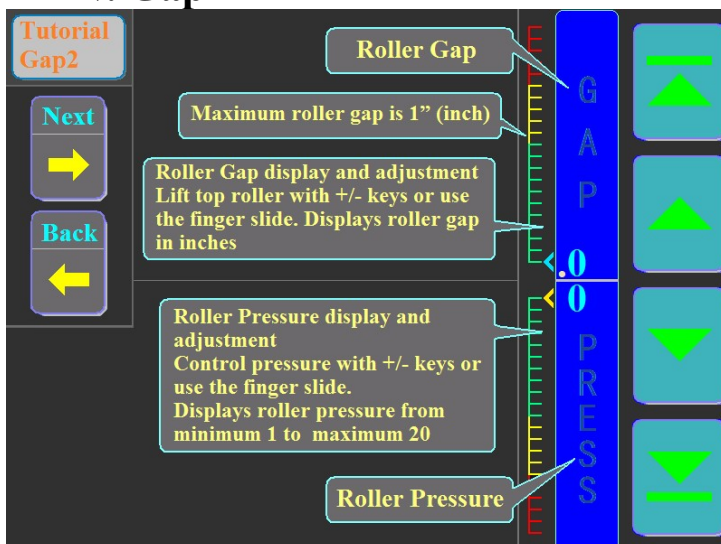 Gap
Tutorial
Gap2
Next
Back
Roller Gap
Maximum roller gap is 1” (inch)
Roller Gap display and adjustment
Lift top roller with +/- keys or use
the finger slide. Displays roller gap
in inches
GAP
.0
0
PRESS
Roller Pressure display and
adjustment
Control pressure with +/- keys or
use the finger slide.
Displays roller pressure from
minimum 1 to maximum 20
Roller Pressure